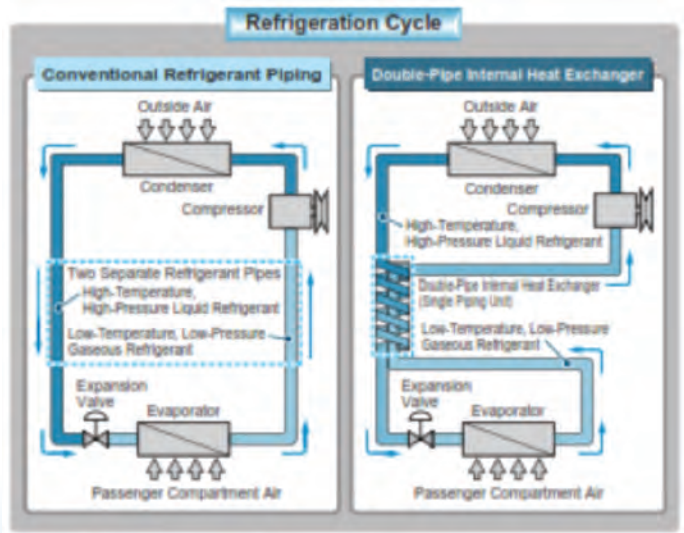 Refrigeration Cycle
Conventional Refrigerant Piping
Outside Air
Condenser
Compressor
Two Separate Refrigerant Pipes
High-Temperature,
High-Pressure Liquid Refrigerant
Low-Temperature, Low-Pressure
Gaseous Refrigerant
Expansion
Valve
Evaporator
Passenger Compartment Air
Double-Pipe Internal Heat Exchanger
Outside Air
Condenser
Compressor
High-Temperature,
High-Pressure Liquid Refrigerant
Double-Pipe Internal Heat Exchanger
(Single Piping Unit)
Low-Temperature, Low-Pressure
Gaseous Refrigerant
Expansion
Valve
Evaporator
Passenger Compartment Air